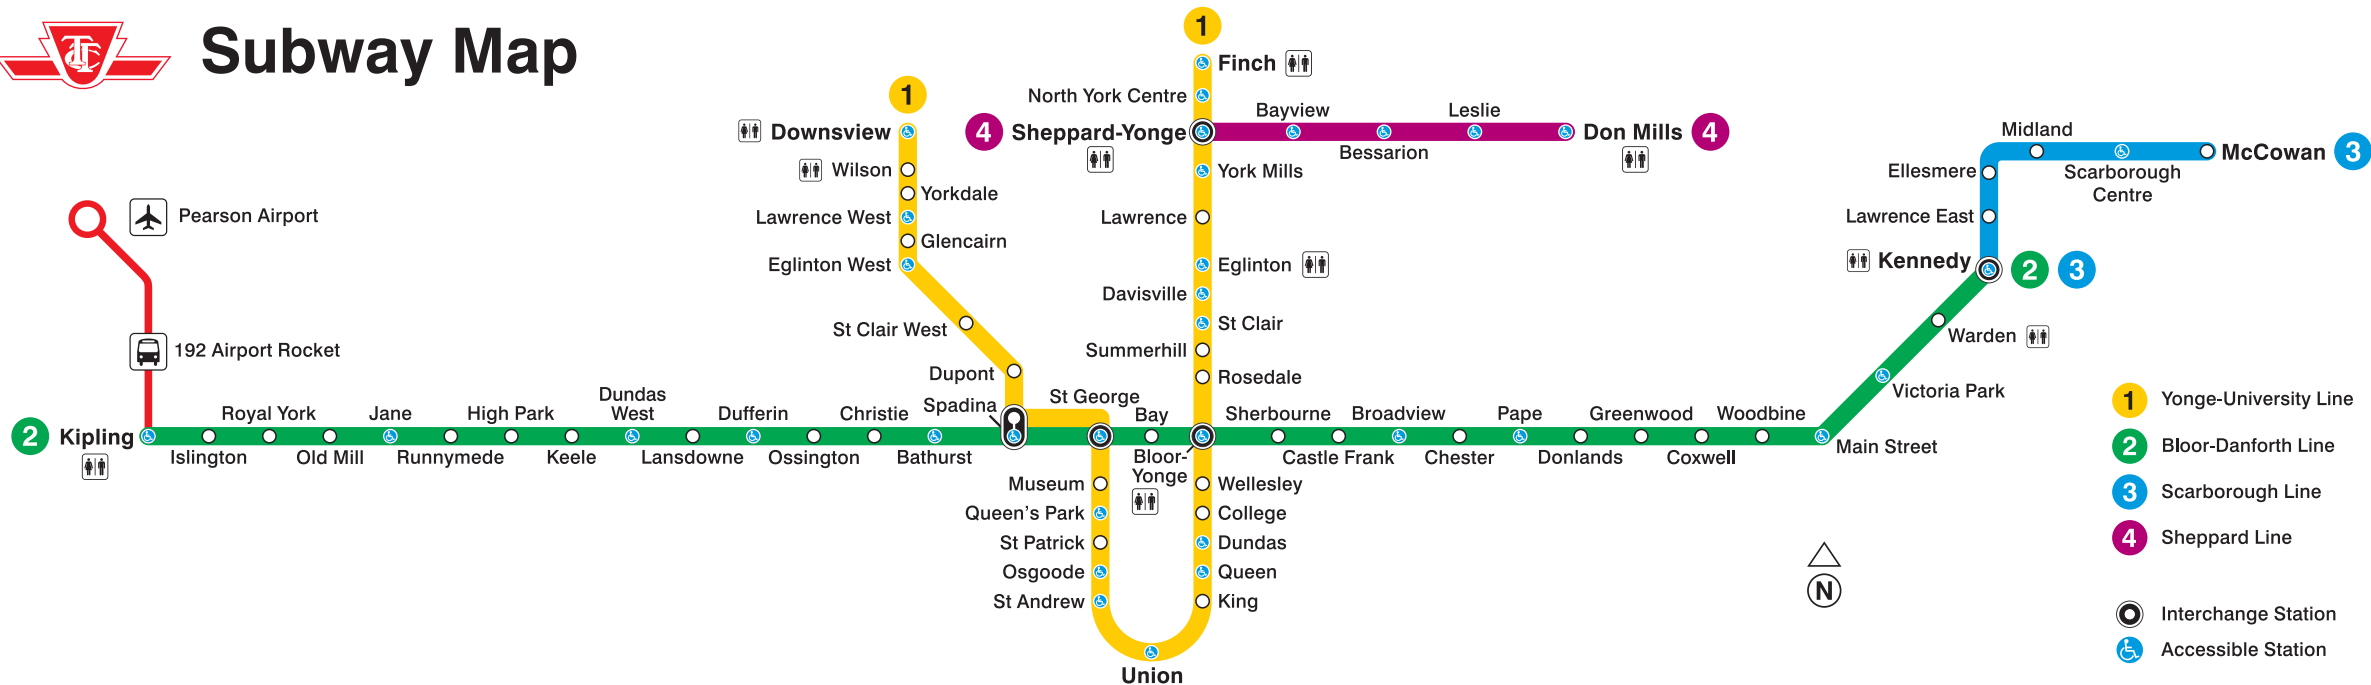 TTC
Subway Map
1
Finch
North York Centre
1
4
Sheppard-Yonge
Bayview
Leslie
Bessarion
Don Mills
4
Downsview
Wilson
Yorkdale
Lawrence West
Glencairn
Eglinton West
St Clair West
Dupont
Spadina
St George
York Mills
Lawrence
Eglinton
Davisville
St Clair
Summerhill
Rosedale
Midland
McCowan
3
Scarborough
Centre
Ellesmere
Lawrence East
Kennedy
2
3
Warden
Victoria Park
Main Street
Pearson Airport
192 Airport Rocket
2
Kipling
Islington
Royal York
Old Mill
Jane
Runnymede
High Park
Keele
Dundas
West
Lansdowne
Dufferin
Ossington
Christie
Bathurst
Bay
Bloor-
Yonge
Sherbourne
Castle Frank
Broadview
Chester
Pape
Donlands
Greenwood
Coxwell
Woodbine
Museum
Queen's Park
St Patrick
Osgoode
St Andrew
Union
Wellesley
College
Dundas
Queen
King
N
1 Yonge-University Line
2 Bloor-Danforth Line
3 Scarborough Line
4 Sheppard Line
Interchange Station
Accessible Station